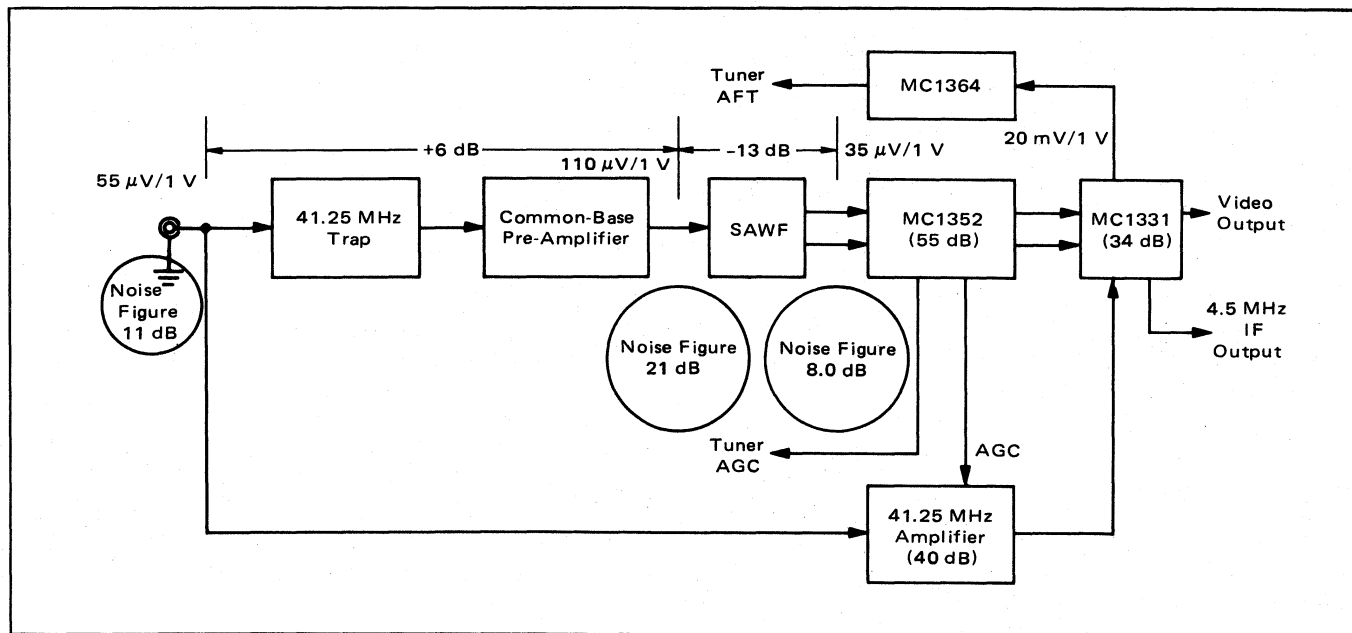 Tuner
AFT
MC1364
20 mV/1 V
+6 dB
–13 dB
55 μV/1 V
110 μV/1 V
35 μV/1 V
41.25 MHz
Trap
Common-Base
Pre-Amplifier
SAWF
MC1352
(55 dB)
MC1331
(34 dB)
Video
Output
Noise
Figure
11 dB
Noise Figure
21 dB
Noise Figure
8.0 dB
4.5 MHz
IF
Output
Tuner
AGC
AGC
41.25 MHz
Amplifier
(40 dB)